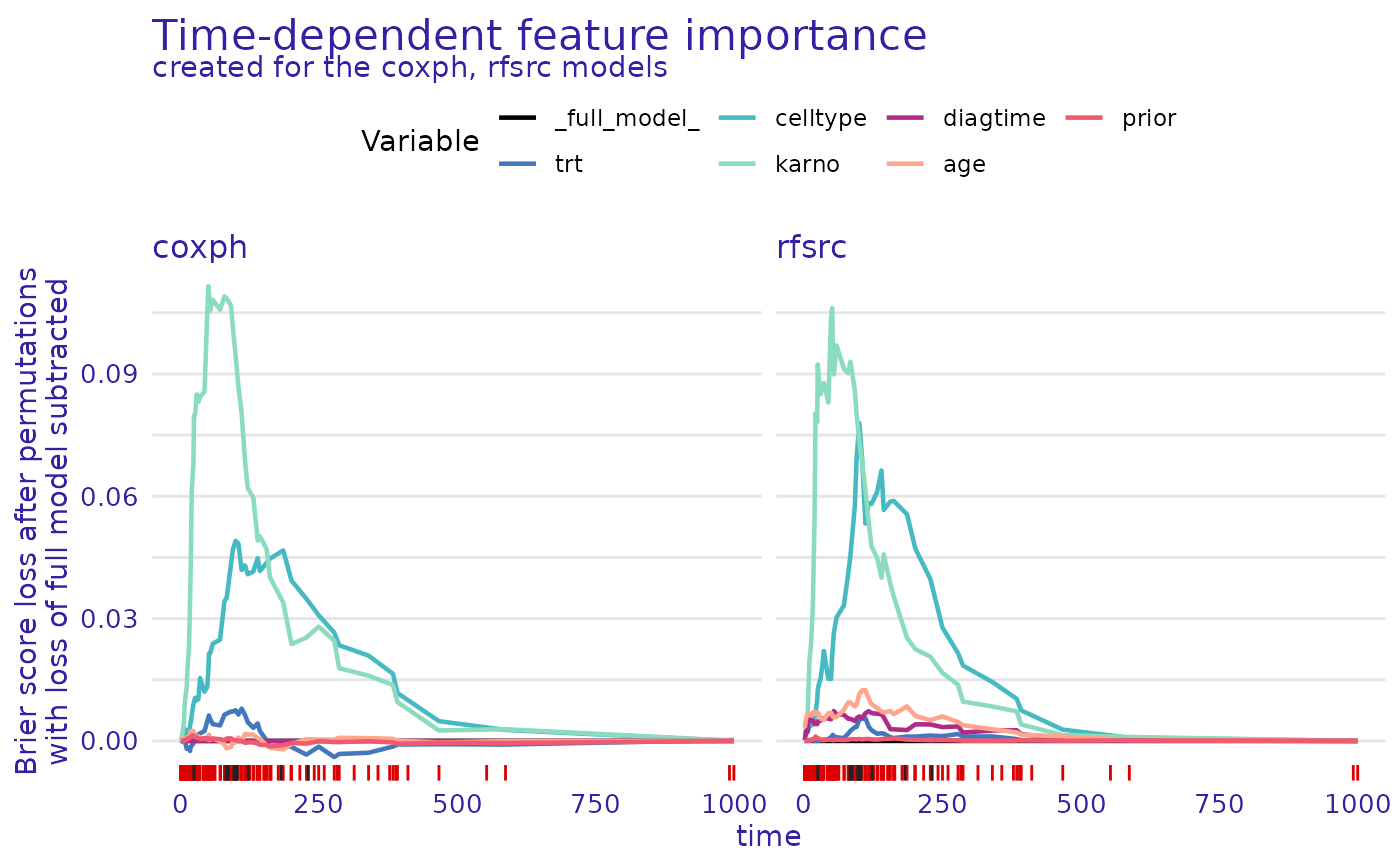 Time-dependent feature importance
created for the coxph, rfsrc models
Variable
_full_model_ celltype diagtime prior
trt karno age
coxph rfsrc
Brier score loss after permutations
with loss of full model subtracted
0.09
0.06
0.03
0.00
0 250 500 750 1000 0 250 500 750 1000
time